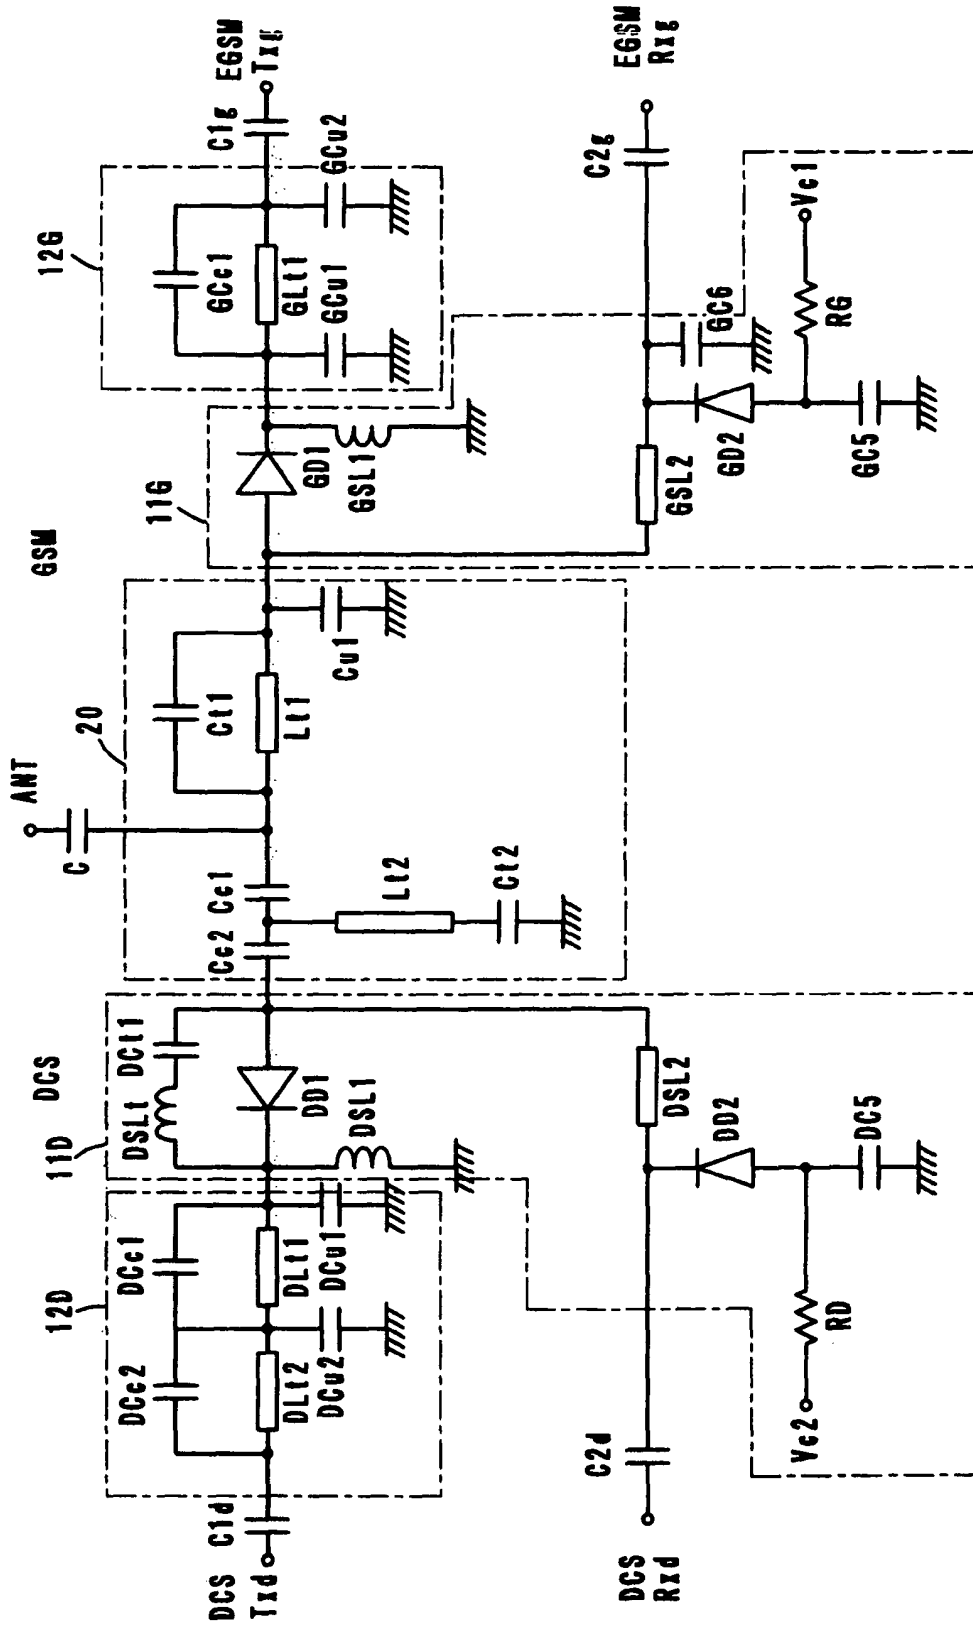 ANT
DCS
GSM
12D
11D
C
20
11G
12G
DCc2
DCc1
DSLt
DCt1
Cc2
Cc1
Ct1
GCc1
DCS
Txd
C1d
C1g
EGSM
Txg
DLt2
DLt1
DD1
Lt1
GD1
GLt1
DCu2
DCu1
DSL1
Lt2
Cu1
GSL1
GCu1
GCu2
Ct2
DCS
Rxd
C2d
DSL2
GSL2
C2g
EGSM
Rxg
DD2
GD2
GC6
Vc2
RD
DC5
GC5
RG
Vc1